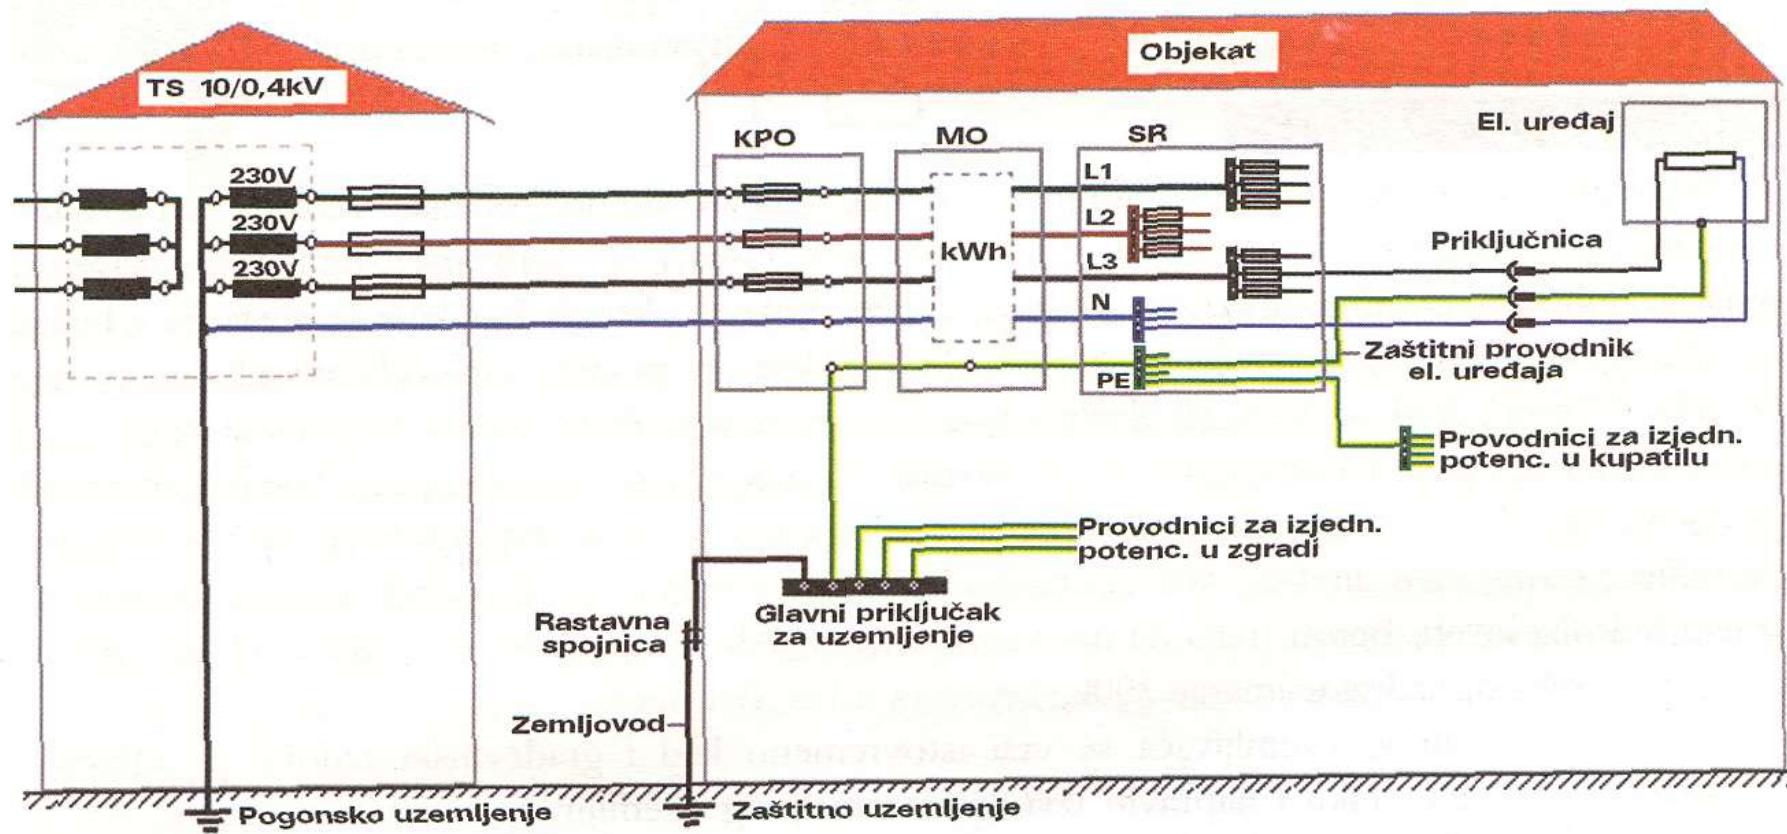 TS 10/0,4kV
Objekat
El. uređaj
KPO
MO
SR
230V
230V
230V
L1
L2
L3
N
PE
kWh
Priključnica
Zaštitni provodnik
el. uređaja
Provodnici za izjedn.
potenc. u kupatilu
Provodnici za izjedn.
potenc. u zgradi
Glavni priključak
za uzemljenje
Rastavna
spojnica
Zemljovod
Pogonsko uzemljenje
Zaštitno uzemljenje